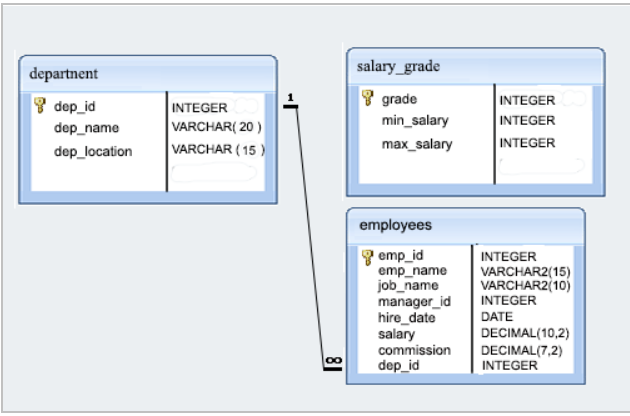 department
dep_id INTEGER
dep_name VARCHAR( 20 )
dep_location VARCHAR ( 15 )
1
salary_grade
grade INTEGER
min_salary INTEGER
max_salary INTEGER
employees
emp_id INTEGER
emp_name VARCHAR2(15)
job_name VARCHAR2(10)
manager_id INTEGER
hire_date DATE
salary DECIMAL(10,2)
commission DECIMAL(7,2)
dep_id INTEGER
∞